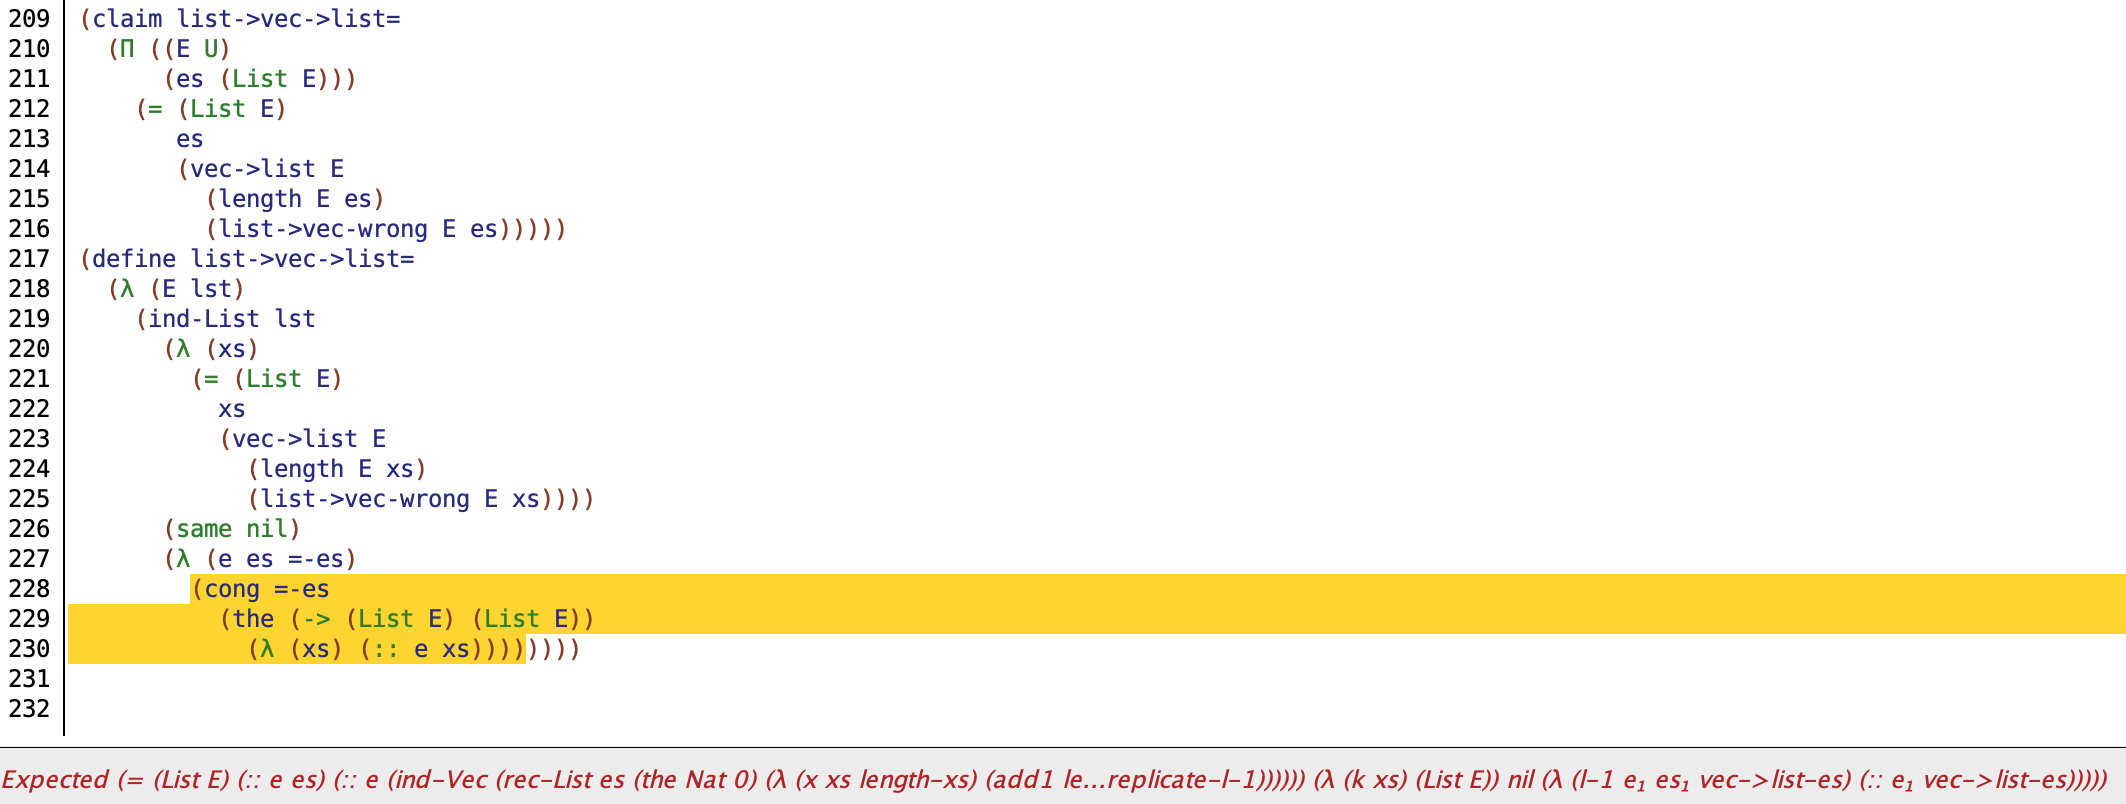 209 (claim list->vec->list=
210 (Π ((E U)
211 (es (List E)))
212 (= (List E)
213 es
214 (vec->list E
215 (length E es)
216 (list->vec-wrong E es)))))
217 (define list->vec->list=
218 (λ (E lst)
219 (ind-List lst
220 (λ (xs)
221 (= (List E)
222 xs
223 (vec->list E
224 (length E xs)
225 (list->vec-wrong E xs))))
226 (same nil)
227 (λ (e es =-es)
228 (cong =-es
229 (the (-> (List E) (List E))
230 (λ (xs) (:: e xs))))))))
231
232
Expected (= (List E) (:: e es) (:: e (ind-Vec (rec-List es (the Nat 0) (λ (x xs length-xs) (add1 le...replicate-l-1)))))) (λ (k xs) (List E)) nil (λ (l-1 e₁ es₁ vec->list-es) (:: e₁ vec->list-es)))))